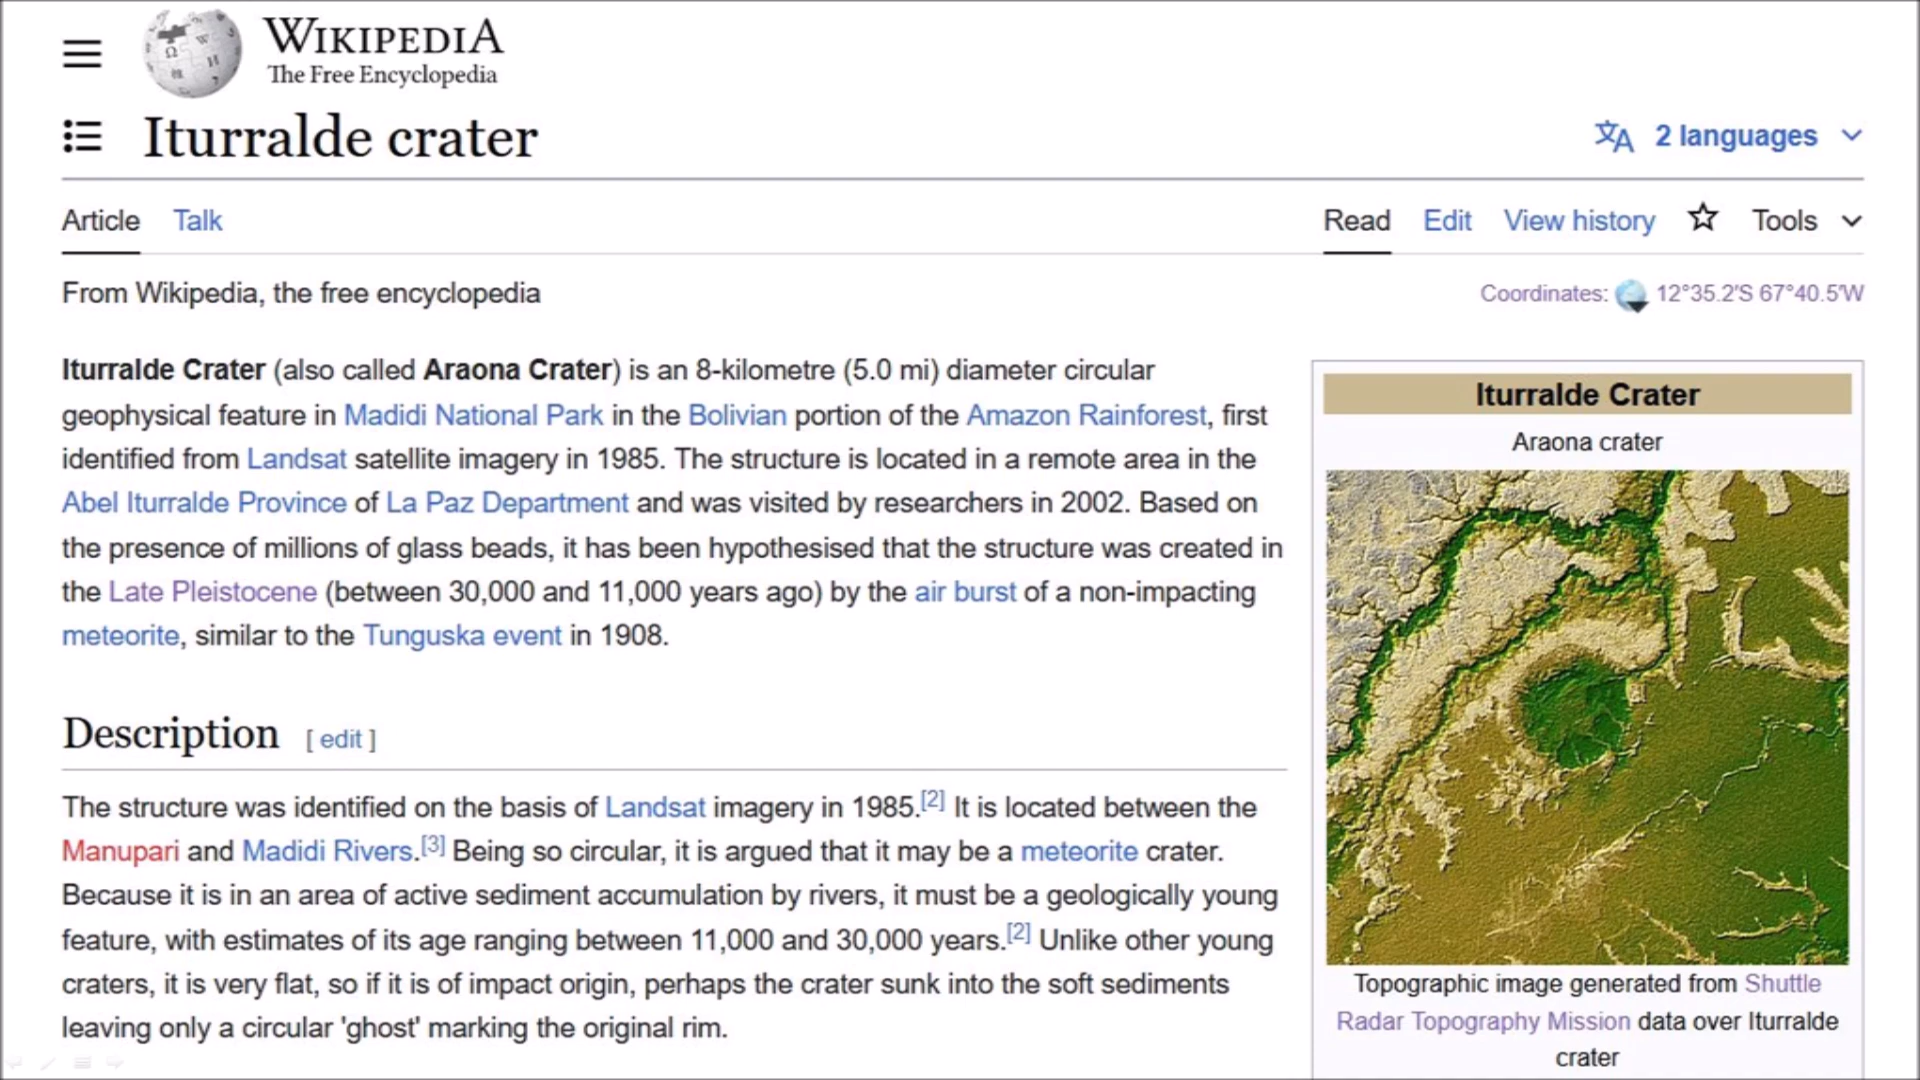 WIKIPEDIA
The Free Encyclopedia
Iturralde crater
2 languages
Article Talk
Read Edit View history Tools
From Wikipedia, the free encyclopedia
Coordinates: 12°35.2′S 67°40.5′W
Iturralde Crater (also called Araona Crater) is an 8-kilometre (5.0 mi) diameter circular
geophysical feature in Madidi National Park in the Bolivian portion of the Amazon Rainforest, first
identified from Landsat satellite imagery in 1985. The structure is located in a remote area in the
Abel Iturralde Province of La Paz Department and was visited by researchers in 2002. Based on
the presence of millions of glass beads, it has been hypothesised that the structure was created in
the Late Pleistocene (between 30,000 and 11,000 years ago) by the air burst of a non-impacting
meteorite, similar to the Tunguska event in 1908.
Description [ edit ]
The structure was identified on the basis of Landsat imagery in 1985.[2] It is located between the
Manupari and Madidi Rivers.[3] Being so circular, it is argued that it may be a meteorite crater.
Because it is in an area of active sediment accumulation by rivers, it must be a geologically young
feature, with estimates of its age ranging between 11,000 and 30,000 years.[2] Unlike other young
craters, it is very flat, so if it is of impact origin, perhaps the crater sunk into the soft sediments
leaving only a circular 'ghost' marking the original rim.
Iturralde Crater
Araona crater
Topographic image generated from Shuttle
Radar Topography Mission data over Iturralde
crater